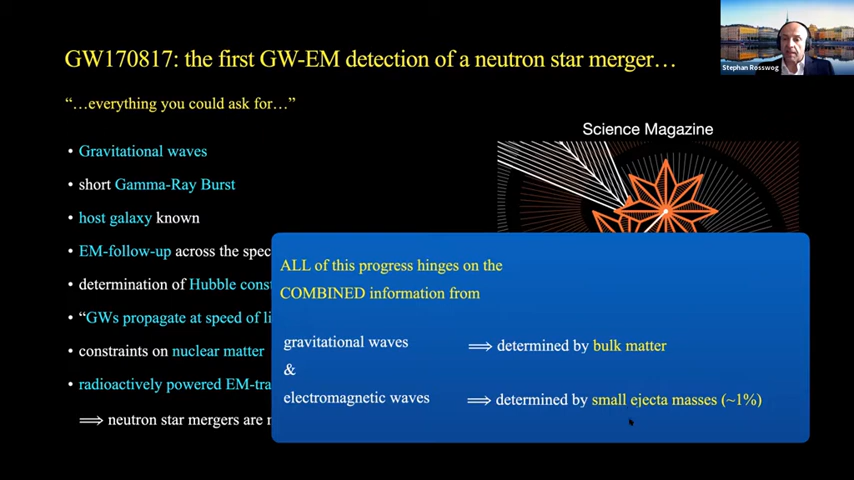 GW170817: the first GW-EM detection of a neutron star merger…
Stephan Rosswog
“…everything you could ask for…”
Science Magazine
• Gravitational waves
• short Gamma-Ray Burst
• host galaxy known
• EM-follow-up across the spec
• determination of Hubble const
• “GWs propagate at speed of li
• constraints on nuclear matter
• radioactively powered EM-tra
⟹ neutron star mergers are
ALL of this progress hinges on the
COMBINED information from
gravitational waves ⟹ determined by bulk matter
&
electromagnetic waves ⟹ determined by small ejecta masses (~1%)